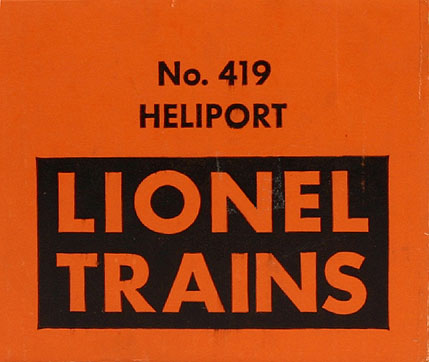 No. 419
HELIPORT
LIONEL
TRAINS